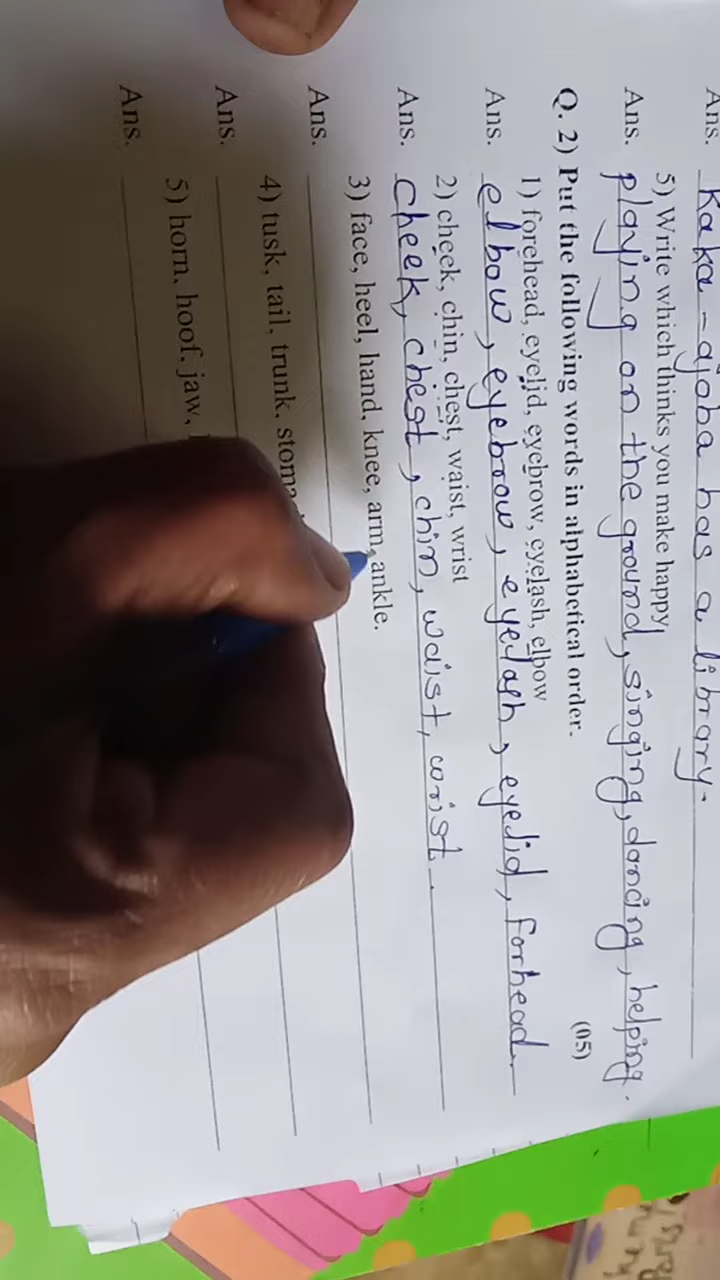 Ans. Kaka-ajoba has a library.
5) Write which thinks you make happy
Ans. playing on the ground, singing, dancing, helping.
Q. 2) Put the following words in alphabetical order. (05)
1) forehead, eyelid, eyebrow, eyelash, elbow
Ans. elbow, eyebrow, eyelash, eyelid, forhead.
2) cheek, chin, chest, waist, wrist
Ans. cheek, chest, chin, waist, wrist.
3) face, heel, hand, knee, arm, ankle.
Ans.
4) tusk, tail, trunk,
Ans.
5) horn, hoof, jaw,
Ans.